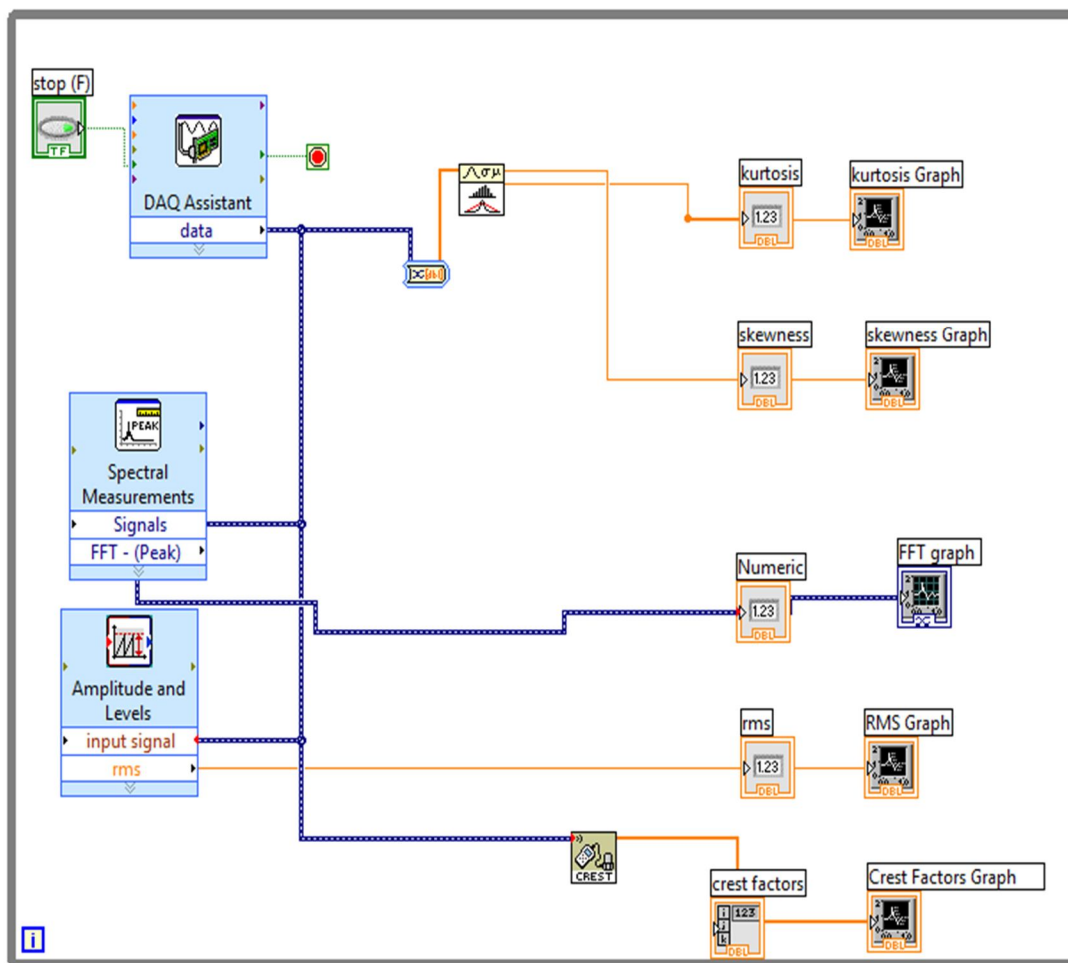 stop (F)
TF
DAQ Assistant
data
σμ
kurtosis
1.23
DBL
kurtosis Graph
DBL
skewness
1.23
DBL
skewness Graph
DBL
PEAK
Spectral
Measurements
Signals
FFT - (Peak)
Numeric
1.23
DBL
FFT graph
Amplitude and
Levels
input signal
rms
rms
1.23
DBL
RMS Graph
DBL
CREST
crest factors
i 123
j
k
DBL
Crest Factors Graph
DBL
i